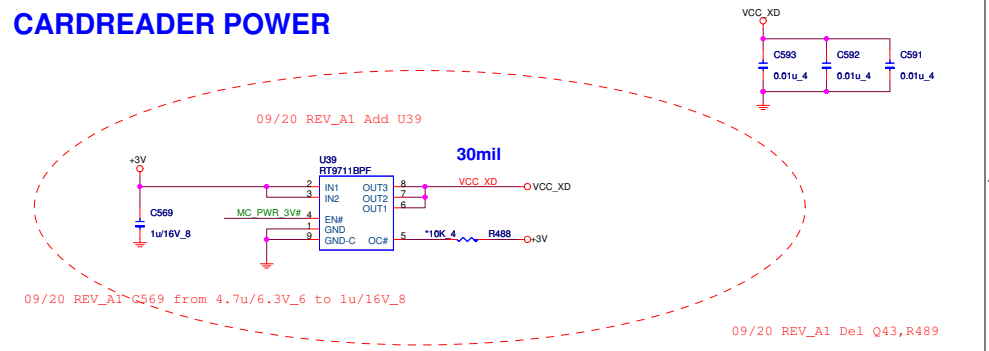 CARDREADER POWER
VCC_XD
C593
0.01u_4
C592
0.01u_4
C591
0.01u_4
09/20 REV_A1 Add U39
+3V
C569
1u/16V_8
U39
RT9711BPF
30mil
2 IN1 OUT3 8 VCC_XD VCC_XD
3 IN2 OUT2 7
OUT1 6
MC_PWR_3V# 4 EN#
1 GND
9 GND-C OC# 5 *10K_4 R488 +3V
09/20 REV_A1 C569 from 4.7u/6.3V_6 to 1u/16V_8
09/20 REV_A1 Del Q43,R489